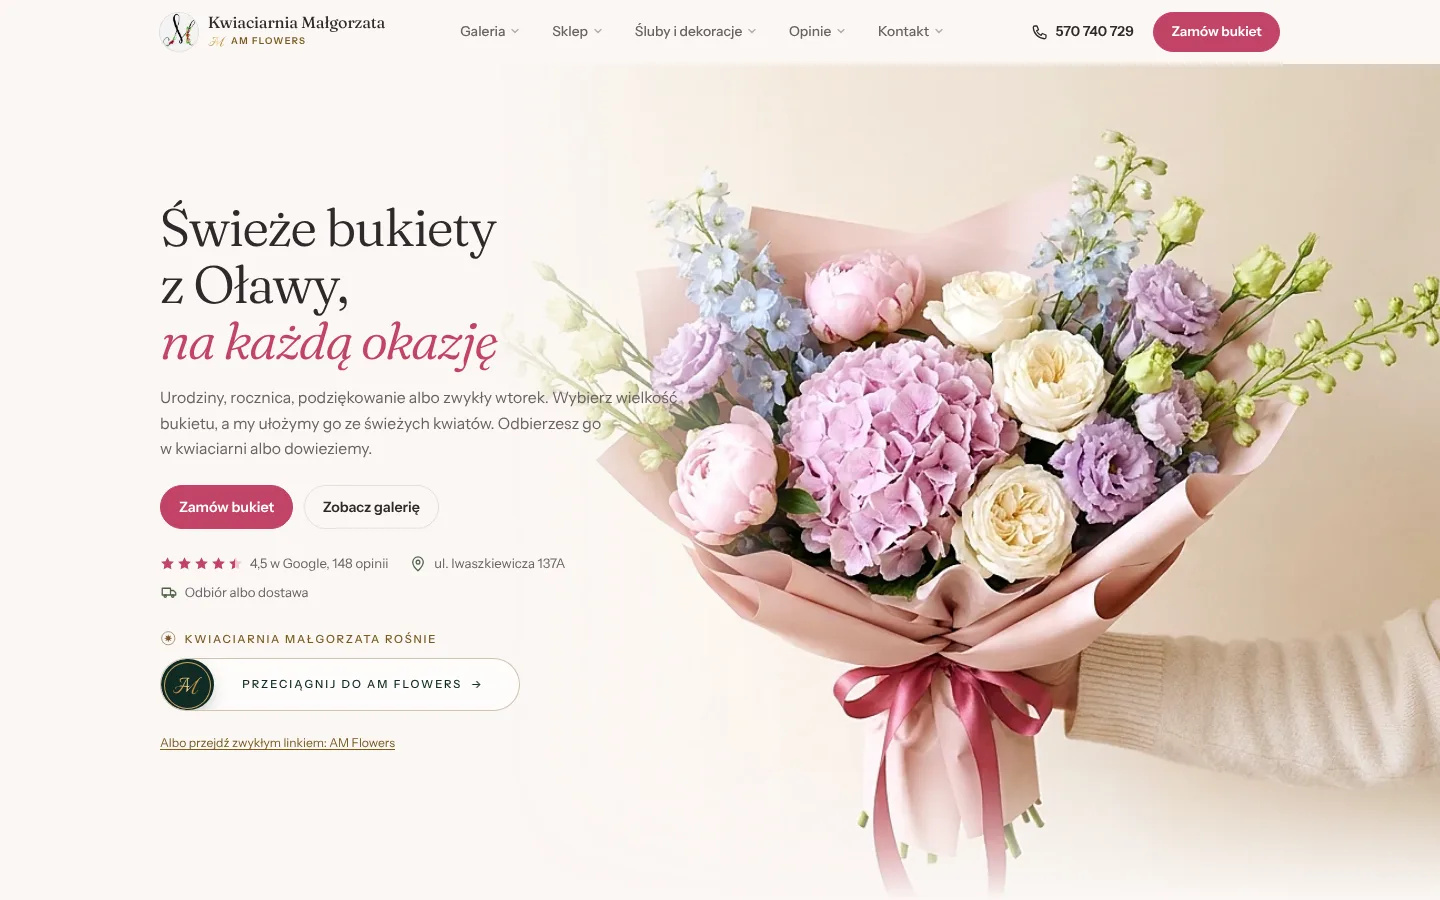 Kwiaciarnia Małgorzata
AM FLOWERS
Galeria
Sklep
Śluby i dekoracje
Opinie
Kontakt
570 740 729
Zamów bukiet
Świeże bukiety
z Oławy,
na każdą okazję
Urodziny, rocznica, podziękowanie albo zwykły wtorek. Wybierz wielkość
bukietu, a my ułożymy go ze świeżych kwiatów. Odbierzesz go
w kwiaciarni albo dowieziemy.
Zamów bukiet
Zobacz galerię
4,5 w Google, 148 opinii
ul. Iwaszkiewicza 137A
Odbiór albo dostawa
KWIACIARNIA MAŁGORZATA ROŚNIE
AM
PRZECIĄGNIJ DO AM FLOWERS →
Albo przejdź zwykłym linkiem: AM Flowers